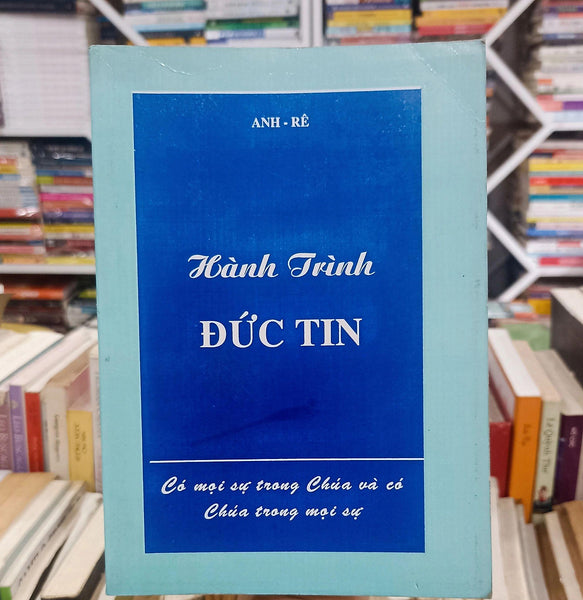 ANH - RÊ
Hành Trình
ĐỨC TIN
Có mọi sự trong Chúa và có
Chúa trong mọi sự